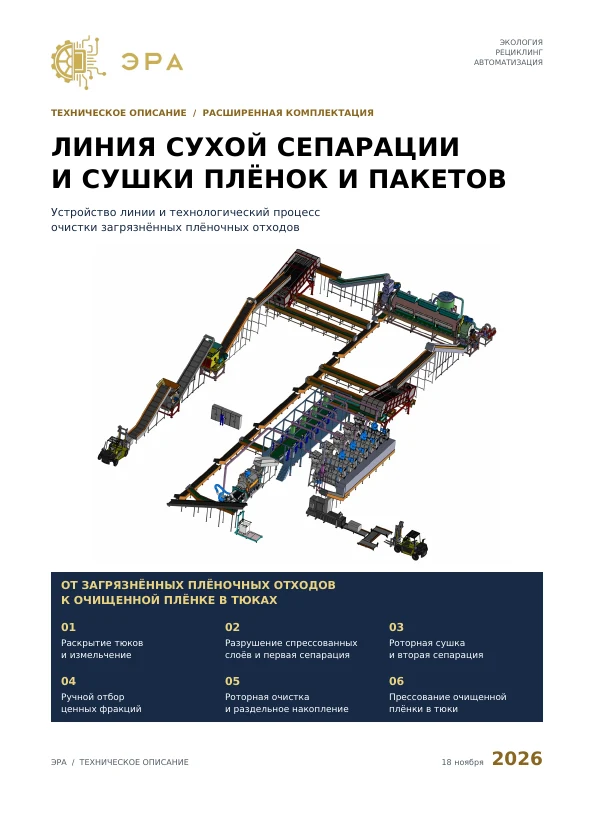 ЭРА
ЭКОЛОГИЯ
РЕЦИКЛИНГ
АВТОМАТИЗАЦИЯ
ТЕХНИЧЕСКОЕ ОПИСАНИЕ / РАСШИРЕННАЯ КОМПЛЕКТАЦИЯ
ЛИНИЯ СУХОЙ СЕПАРАЦИИ
И СУШКИ ПЛЁНОК И ПАКЕТОВ
Устройство линии и технологический процесс
очистки загрязнённых плёночных отходов
ОТ ЗАГРЯЗНЁННЫХ ПЛЁНОЧНЫХ ОТХОДОВ
К ОЧИЩЕННОЙ ПЛЁНКЕ В ТЮКАХ
01
Раскрытие тюков
и измельчение
02
Разрушение спрессованных
слоёв и первая сепарация
03
Роторная сушка
и вторая сепарация
04
Ручной отбор
ценных фракций
05
Роторная очистка
и раздельное накопление
06
Прессование очищенной
плёнки в тюки
ЭРА / ТЕХНИЧЕСКОЕ ОПИСАНИЕ
18 ноября 2026